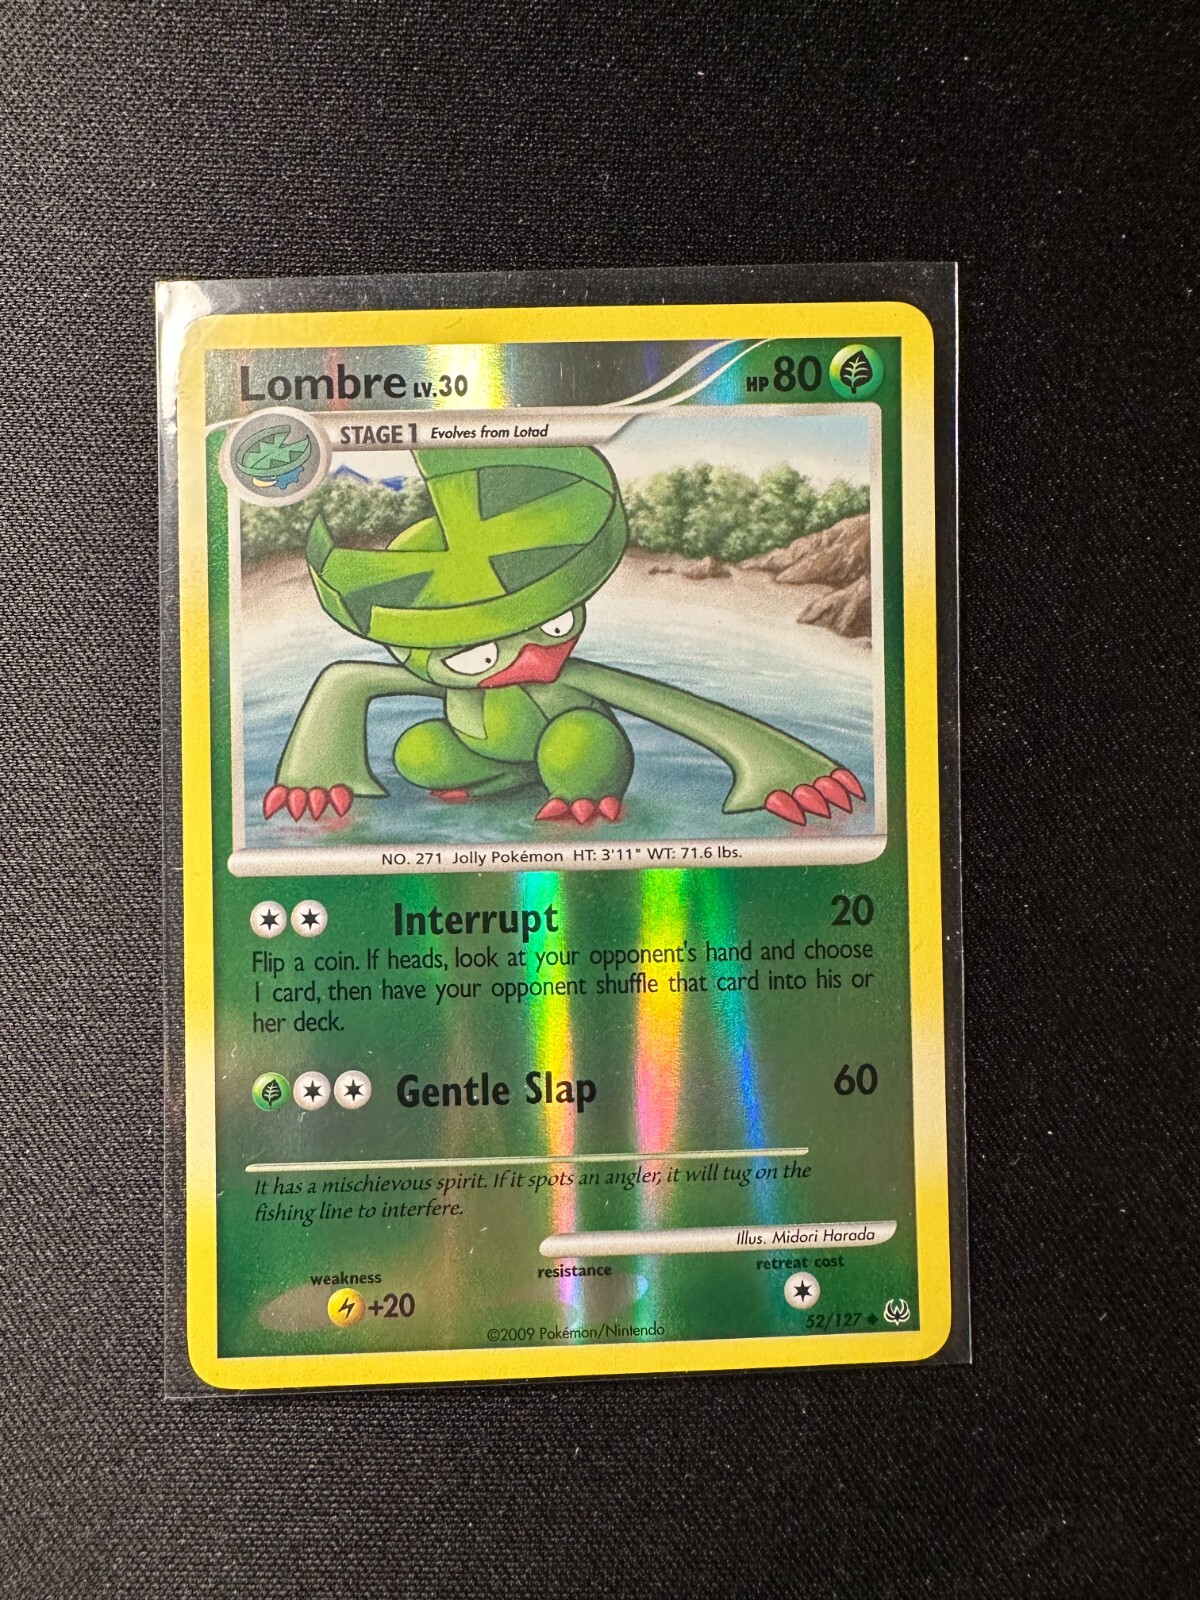 Lombre LV.30
HP 80
STAGE 1 Evolves from Lotad
NO. 271 Jolly Pokémon HT: 3'11" WT: 71.6 lbs.
Interrupt 20
Flip a coin. If heads, look at your opponent's hand and choose
1 card, then have your opponent shuffle that card into his or
her deck.
Gentle Slap 60
It has a mischievous spirit. If it spots an angler, it will tug on the
fishing line to interfere.
Illus. Midori Harada
weakness resistance retreat cost
+20
52/127
©2009 Pokémon/Nintendo